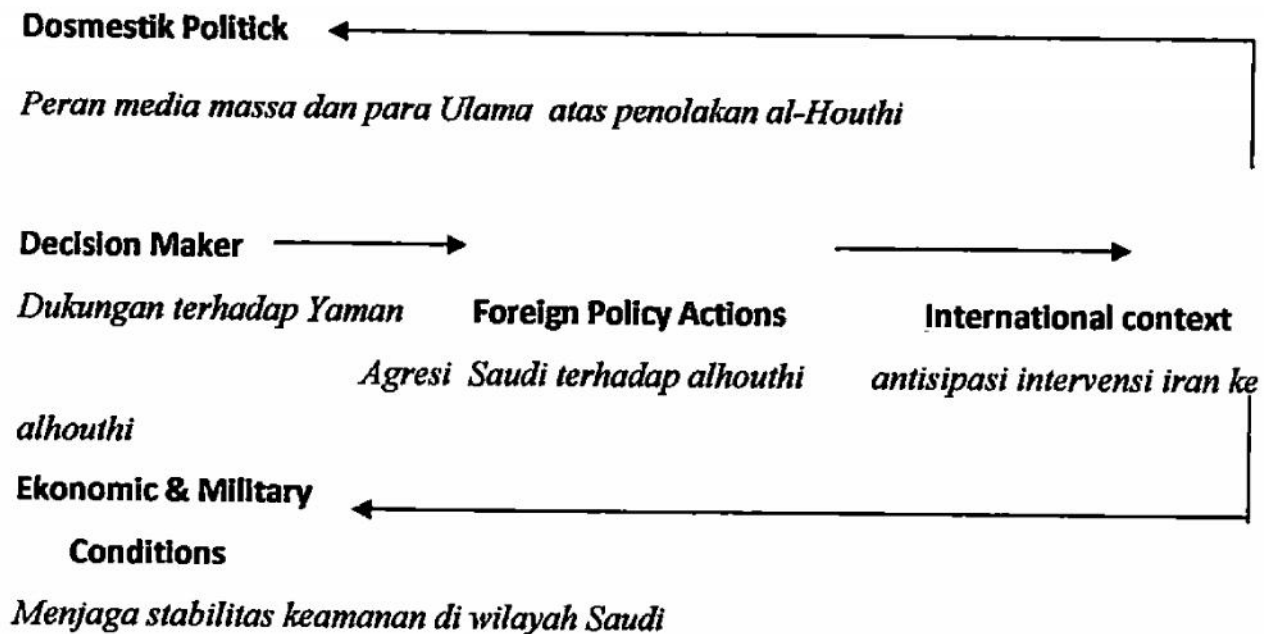 Dosmestik Politick
Peran media massa dan para Ulama atas penolakan al-Houthi
Decision Maker
Dukungan terhadap Yaman Foreign Policy Actions International context
Agresi Saudi terhadap alhouthi antisipasi intervensi iran ke
alhouthi
Ekonomic & Military
Conditions
Menjaga stabilitas keamanan di wilayah Saudi